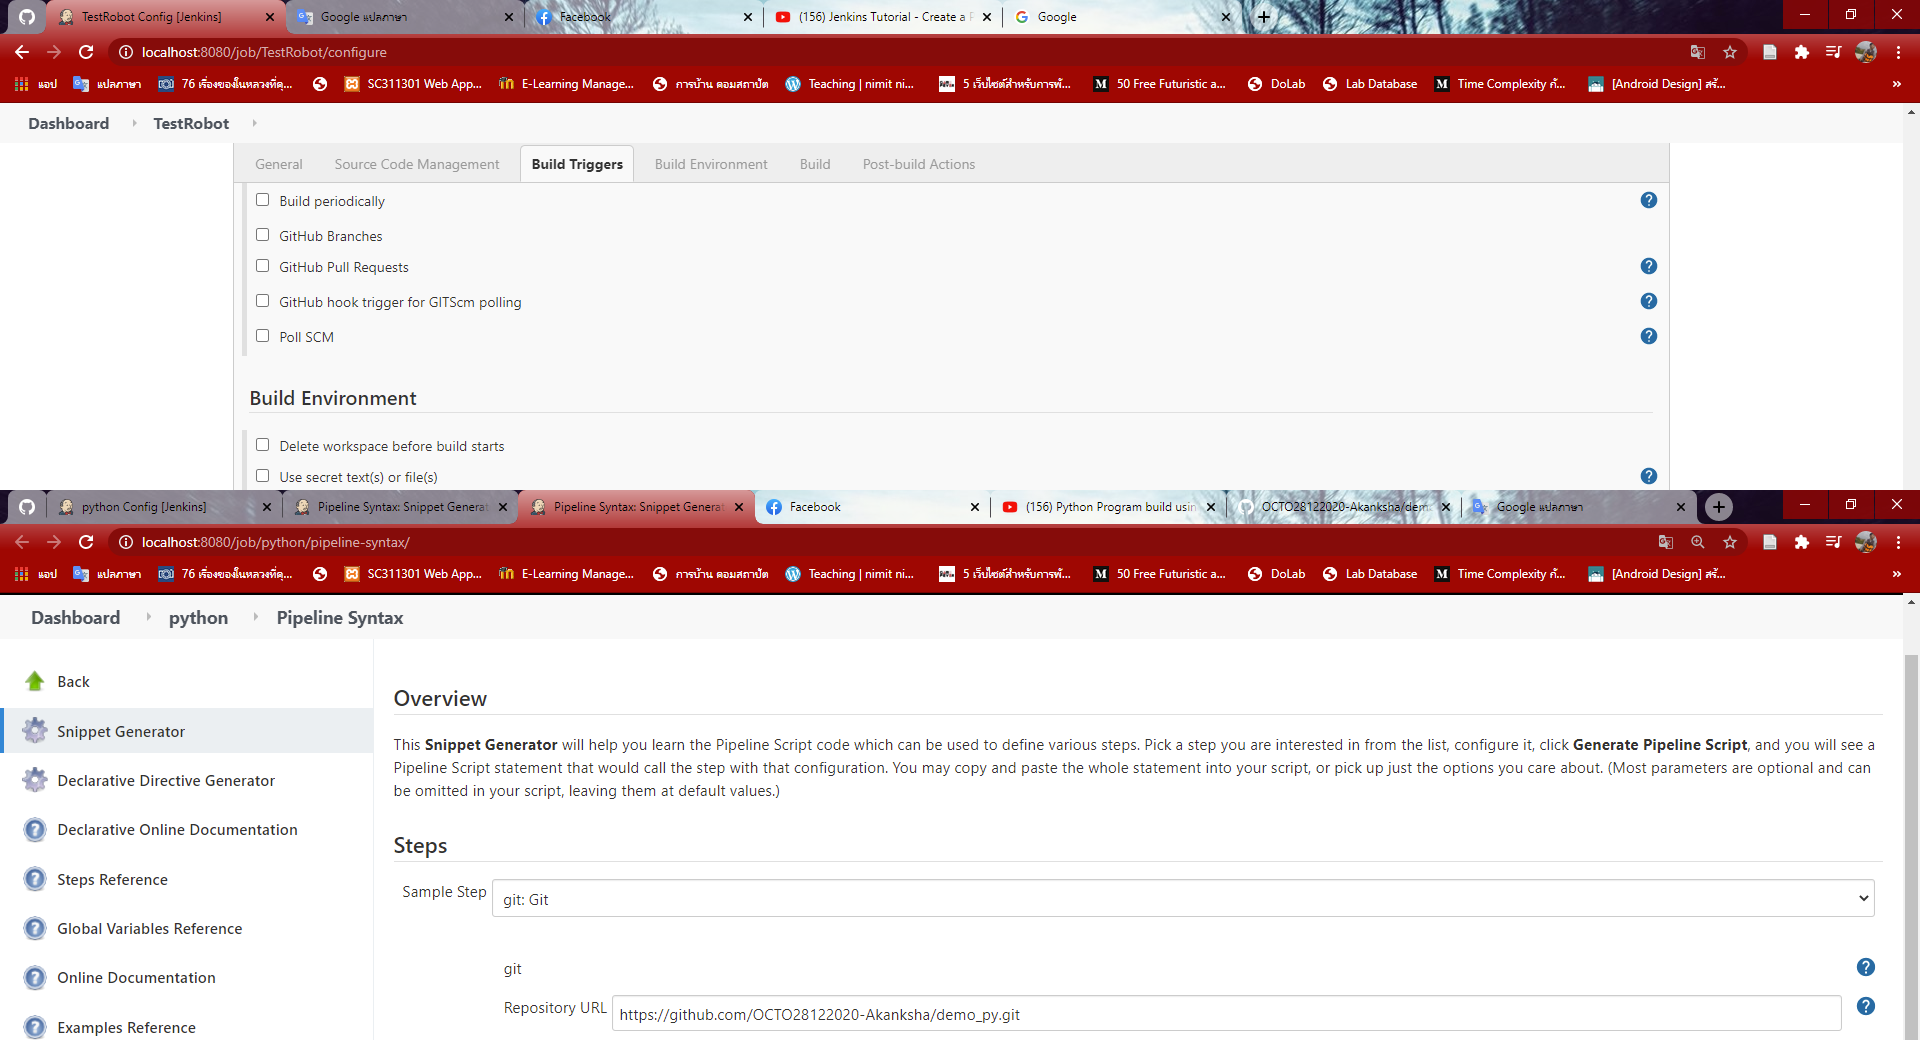 TestRobot Config [Jenkins]
Google แปลภาษา
Facebook
(156) Jenkins Tutorial - Create a P
Google
localhost:8080/job/TestRobot/configure
แอป
แปลภาษา
76 เรื่องของในหลวงที่คุ...
SC311301 Web App...
E-Learning Manage...
การบ้าน คอมสถาปัต
Teaching | nimit ni...
5 เว็บไซต์สำหรับการพั...
50 Free Futuristic a...
DoLab
Lab Database
Time Complexity ก้...
[Android Design] สร้...
Dashboard
TestRobot
General
Source Code Management
Build Triggers
Build Environment
Build
Post-build Actions
Build periodically
GitHub Branches
GitHub Pull Requests
GitHub hook trigger for GITScm polling
Poll SCM
Build Environment
Delete workspace before build starts
Use secret text(s) or file(s)
python Config [Jenkins]
Pipeline Syntax: Snippet Generat
Pipeline Syntax: Snippet Generat
Facebook
(156) Python Program build usin
OCTO28122020-Akanksha/dem
Google แปลภาษา
localhost:8080/job/python/pipeline-syntax/
แอป
แปลภาษา
76 เรื่องของในหลวงที่คุ...
SC311301 Web App...
E-Learning Manage...
การบ้าน คอมสถาปัต
Teaching | nimit ni...
5 เว็บไซต์สำหรับการพั...
50 Free Futuristic a...
DoLab
Lab Database
Time Complexity ก้...
[Android Design] สร้...
Dashboard
python
Pipeline Syntax
Back
Snippet Generator
Declarative Directive Generator
Declarative Online Documentation
Steps Reference
Global Variables Reference
Online Documentation
Examples Reference
Overview
This Snippet Generator will help you learn the Pipeline Script code which can be used to define various steps. Pick a step you are interested in from the list, configure it, click Generate Pipeline Script, and you will see a
Pipeline Script statement that would call the step with that configuration. You may copy and paste the whole statement into your script, or pick up just the options you care about. (Most parameters are optional and can
be omitted in your script, leaving them at default values.)
Steps
Sample Step
git: Git
git
Repository URL
https://github.com/OCTO28122020-Akanksha/demo_py.git